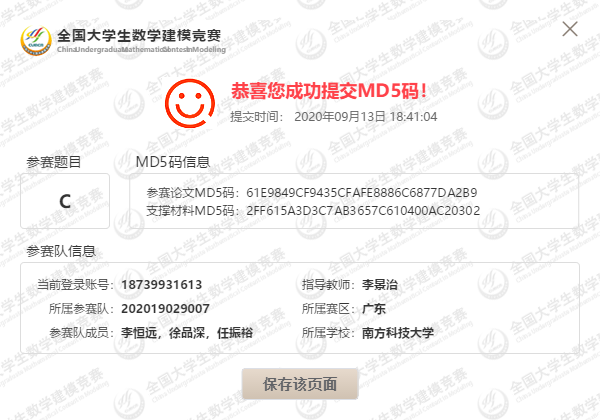 全国大学生数学建模竞赛
China Undergraduate Mathematical Contest in Modeling
恭喜您成功提交MD5码！
提交时间： 2020年09月13日 18:41:04
参赛题目
MD5码信息
C
参赛论文MD5码：61E9849CF9435CFAFE8886C6877DA2B9
支撑材料MD5码：2FF615A3D3C7AB3657C610400AC20302
参赛队信息
当前登录账号：18739931613 指导教师：李景治
所属参赛队：202019029007 所属赛区：广东
参赛队成员：李恒远，徐品深，任振裕 所属学校：南方科技大学
保存该页面